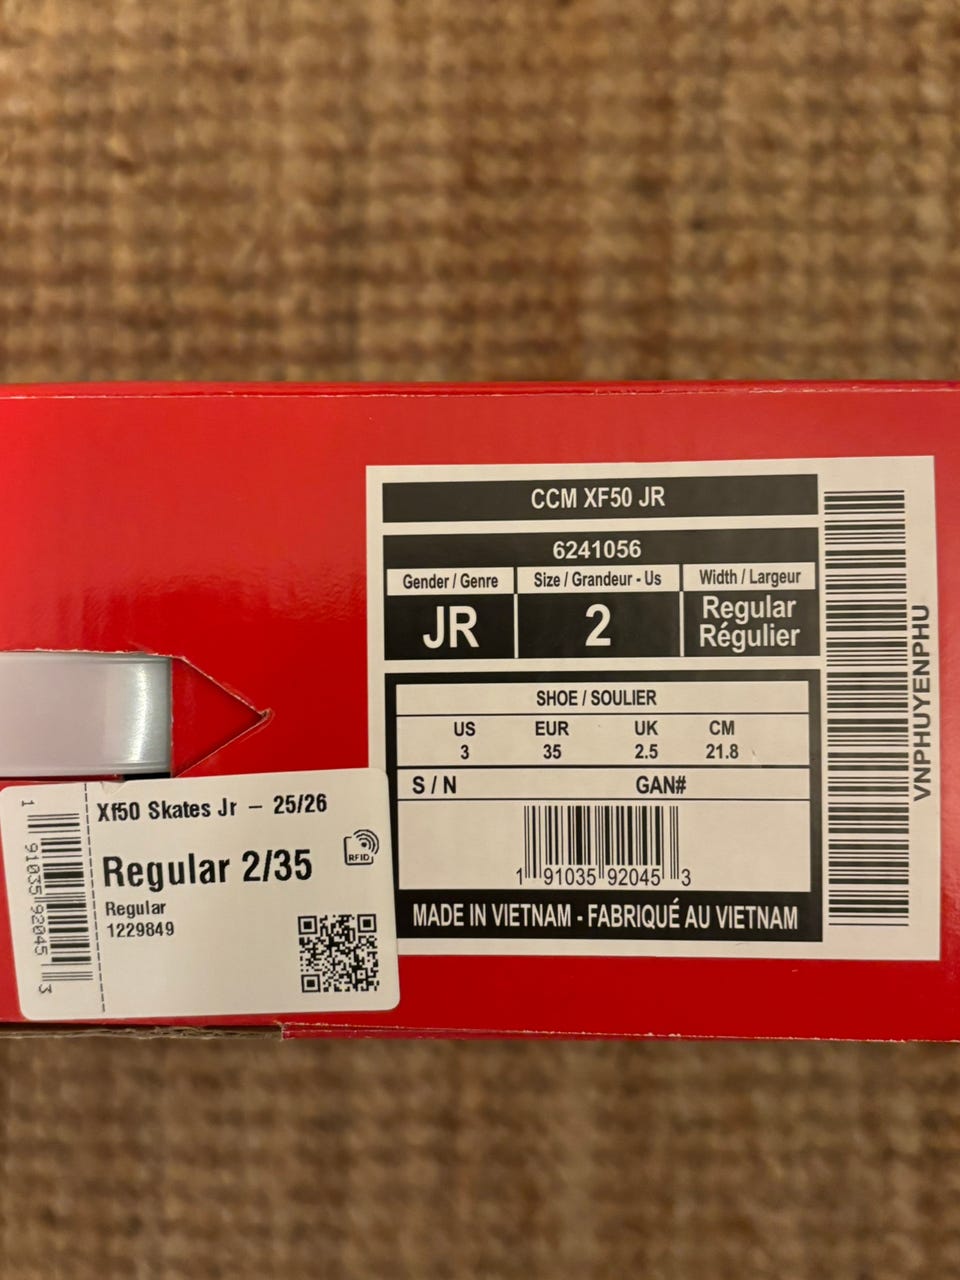 CCM XF50 JR
6241056
Gender / Genre Size / Grandeur - Us Width / Largeur
JR 2 Regular
Régulier
SHOE / SOULIER
US EUR UK CM
3 35 2.5 21.8
S / N GAN#
1 91035 92045 3
MADE IN VIETNAM - FABRIQUÉ AU VIETNAM
VNPHUYENPHU
Xf50 Skates Jr – 25/26
RFID
Regular 2/35
Regular
1229849
1 91035 92045 3